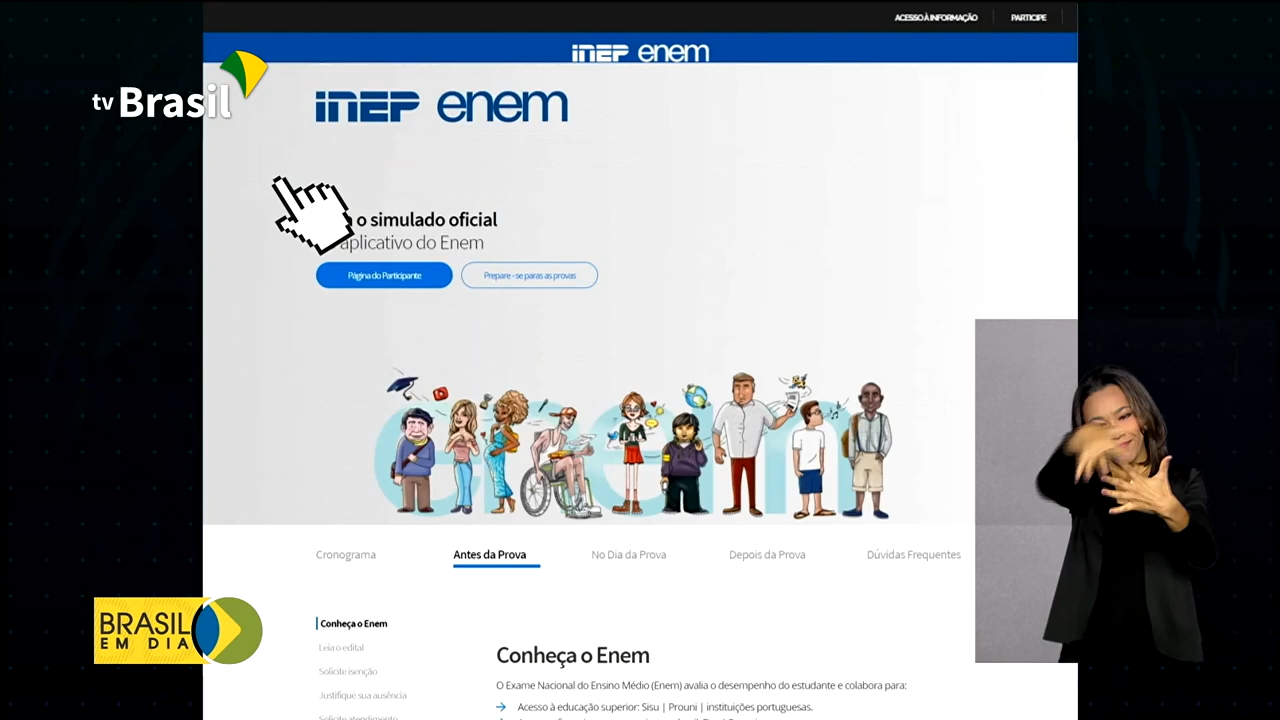 ACESSO À INFORMAÇÃO
PARTICIPE
INEP enem
tv Brasil
INEP enem
o simulado oficial
aplicativo do Enem
Página do Participante
Prepare-se paras as provas
enem
Cronograma
Antes da Prova
No Dia da Prova
Depois da Prova
Dúvidas Frequentes
BRASIL
EM DIA
Conheça o Enem
Leia o edital
Solicite isenção
Justifique sua ausência
Solicite atendimento
Conheça o Enem
O Exame Nacional do Ensino Médio (Enem) avalia o desempenho do estudante e colabora para:
Acesso à educação superior: Sisu | Prouni | instituições portuguesas.